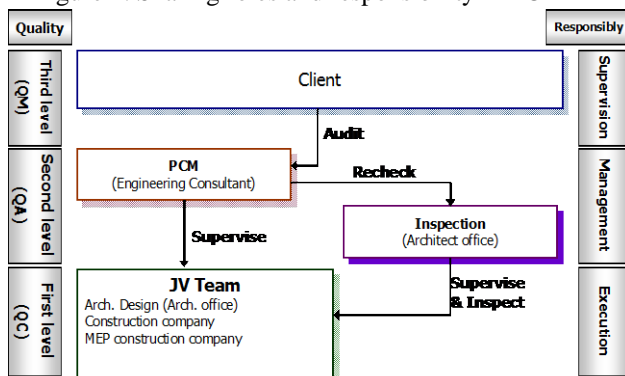 Quality
Responsibly
Third level
(QM)
Client
Supervision
Audit
Second level
(QA)
PCM
(Engineering Consultant)
Recheck
Management
Inspection
(Architect office)
Supervise
First level
(QC)
JV Team
Arch. Design (Arch. office)
Construction company
MEP construction company
Supervise
& Inspect
Execution